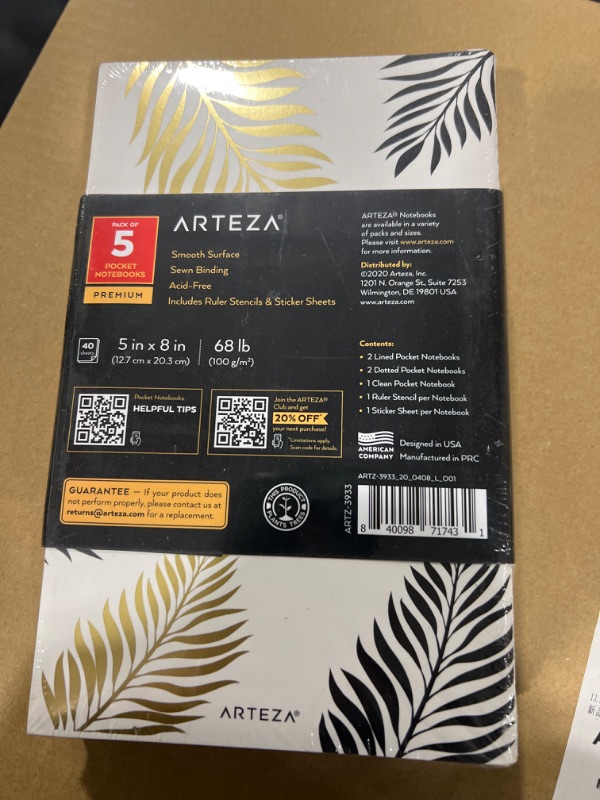 PACK OF
5
POCKET
NOTEBOOKS
PREMIUM
ARTEZA®
Smooth Surface
Sewn Binding
Acid-Free
Includes Ruler Stencils & Sticker Sheets
ARTEZA® Notebooks
are available in a variety
of packs and sizes.
Please visit www.arteza.com
for more information.
Distributed by:
©2020 Arteza, Inc.
1201 N. Orange St., Suite 7253
Wilmington, DE 19801 USA
www.arteza.com
40
sheets
5 in x 8 in
(12.7 cm x 20.3 cm)
68 lb
(100 g/m²)
Contents:
• 2 Lined Pocket Notebooks
• 2 Dotted Pocket Notebooks
• 1 Clean Pocket Notebook
• 1 Ruler Stencil per Notebook
• 1 Sticker Sheet per Notebook
Pocket Notebooks
HELPFUL TIPS
Join the ARTEZA®
Club and get
20% OFF*
your next purchase!
*Limitations apply.
Scan code for details.
AMERICAN
COMPANY
Designed in USA
Manufactured in PRC
GUARANTEE — If your product does
not perform properly, please contact us at
returns@arteza.com for a replacement.
THIS PRODUCT
PLANTS TREES
ARTZ-3933_20_0408_L_001
ARTZ-3933
8 40098 71743 1
ARTEZA®